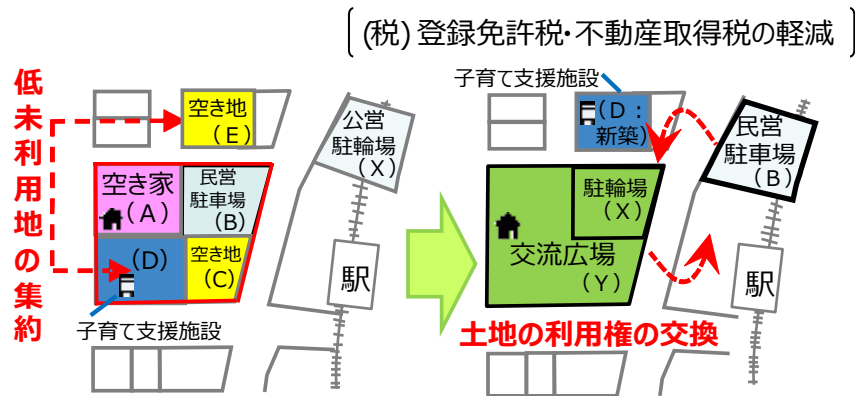 (税) 登録免許税・不動産取得税の軽減
低未利用地の集約
空き地
(E)
公営
駐輪場
(X)
空き家
(A)
民営
駐車場
(B)
(D)
空き地
(C)
駅
子育て支援施設
子育て支援施設
(D：
新築)
民営
駐車場
(B)
駐輪場
(X)
交流広場
(Y)
駅
土地の利用権の交換